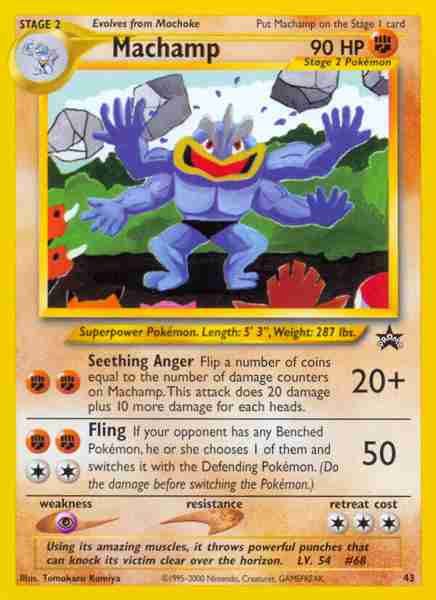 STAGE 2
Evolves from Machoke
Put Machamp on the Stage 1 card
Machamp
90 HP
Stage 2 Pokémon
Superpower Pokémon. Length: 5' 3", Weight: 287 lbs.
PROMO
Seething Anger Flip a number of coins
equal to the number of damage counters
on Machamp. This attack does 20 damage
plus 10 more damage for each heads.
20+
Fling If your opponent has any Benched
Pokémon, he or she chooses 1 of them and
switches it with the Defending Pokémon. (Do
the damage before switching the Pokémon.)
50
weakness
resistance
retreat cost
Using its amazing muscles, it throws powerful punches that
can knock its victim clear over the horizon. LV. 54 #68
Illus. Tomokazu Komiya
©1995-2000 Nintendo, Creatures, GAMEFREAK.
43